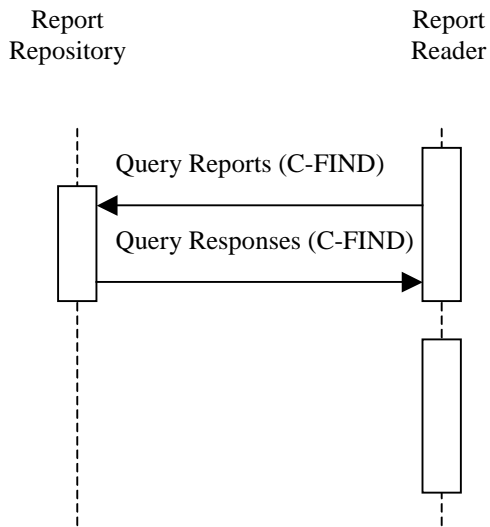 Report
Repository
Report
Reader
Query Reports (C-FIND)
Query Responses (C-FIND)